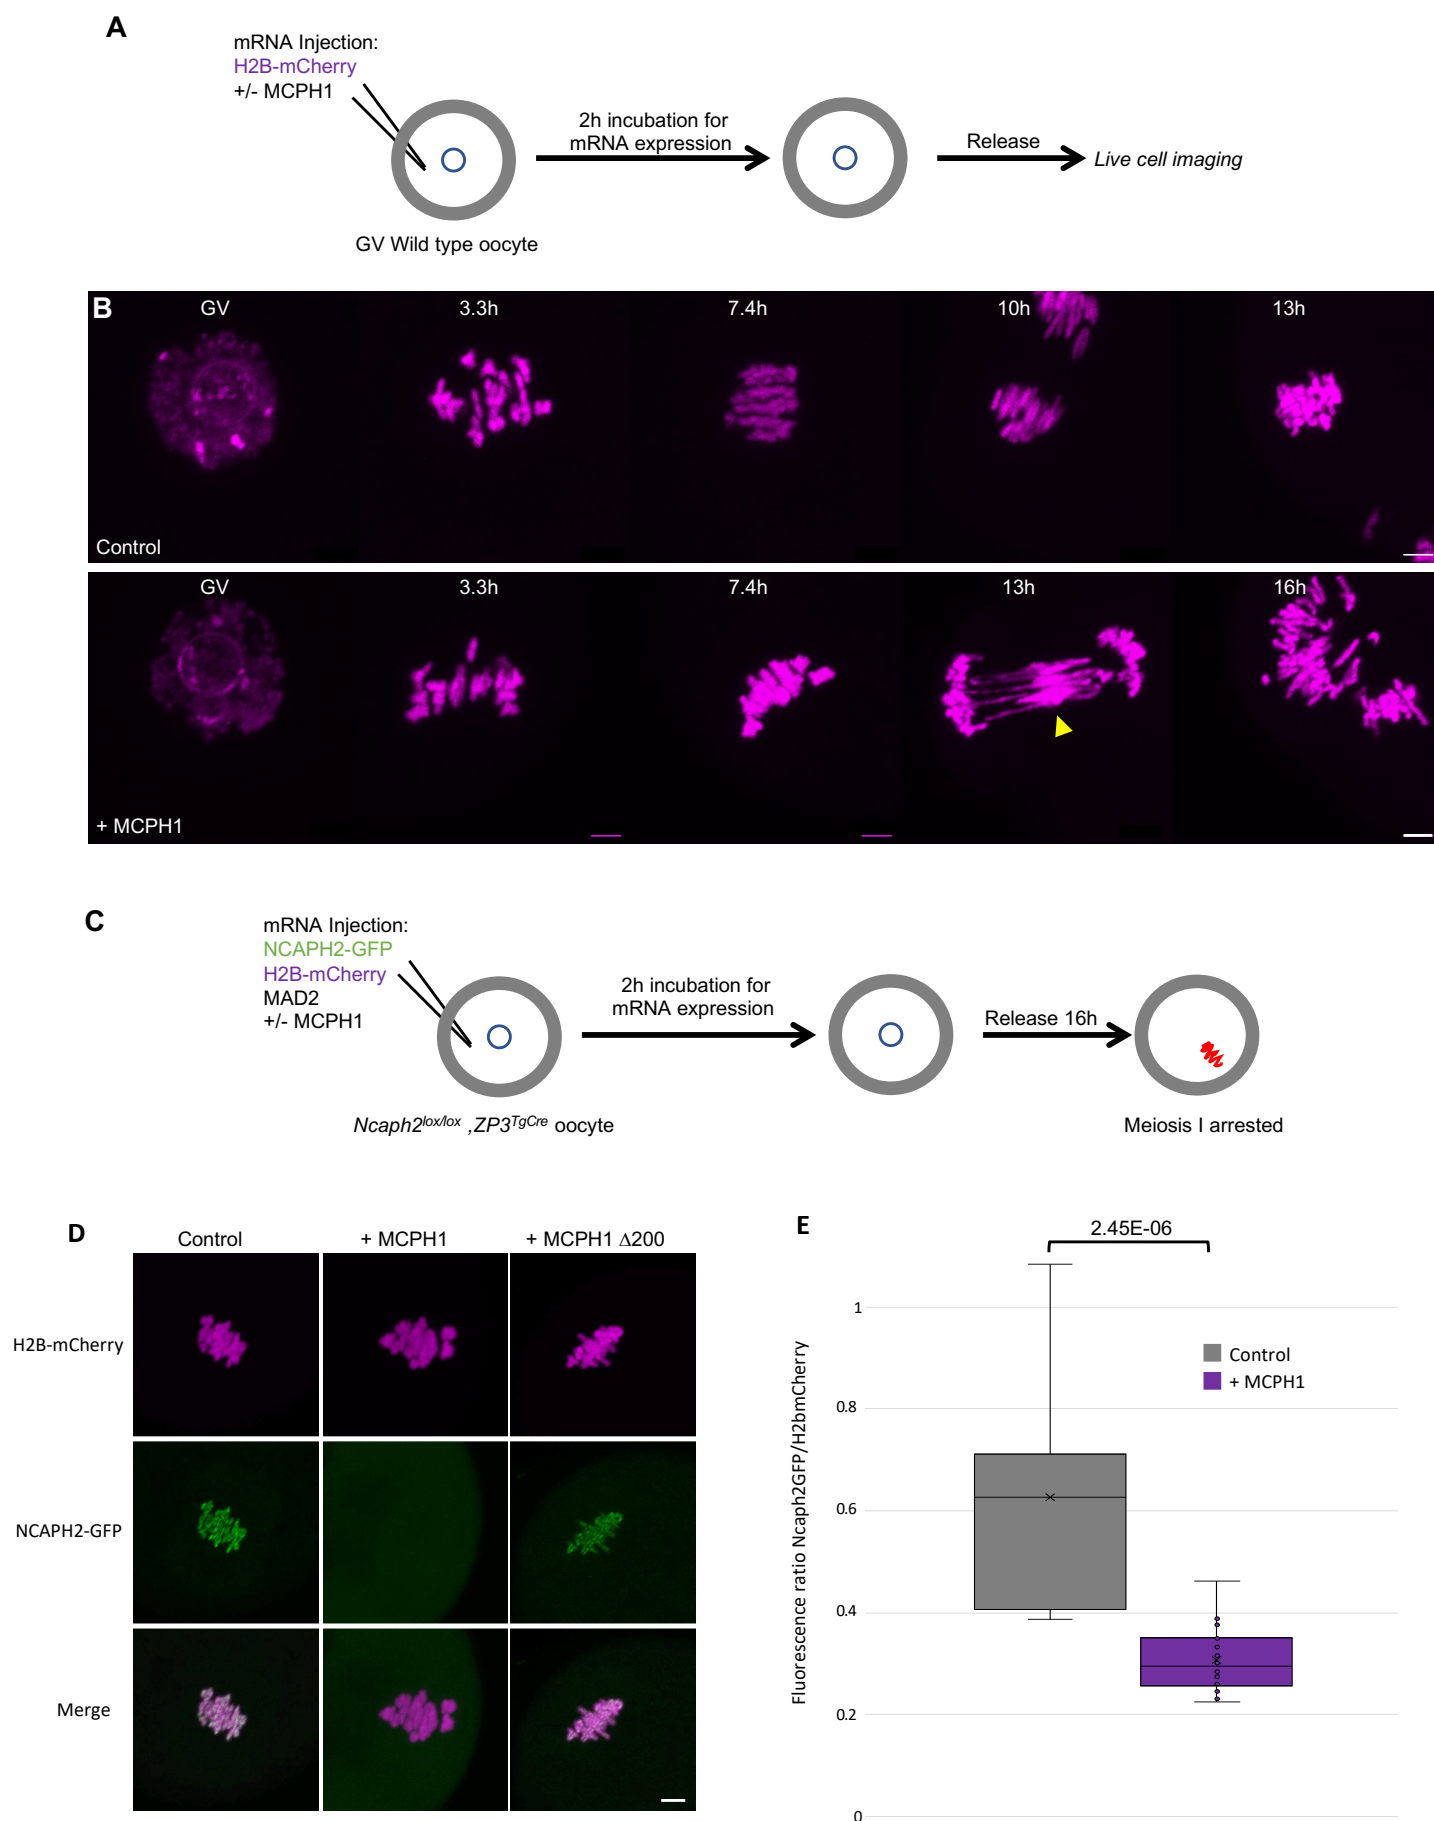 A
mRNA Injection:
H2B-mCherry
+/- MCPH1
2h incubation for
mRNA expression
Release
Live cell imaging
GV Wild type oocyte
B
GV
3.3h
7.4h
10h
13h
Control
GV
3.3h
7.4h
13h
16h
+ MCPH1
C
mRNA Injection:
NCAPH2-GFP
H2B-mCherry
MAD2
+/- MCPH1
2h incubation for
mRNA expression
Release 16h
Ncaph2lox/lox ,ZP3TgCre oocyte
Meiosis I arrested
D
Control
+ MCPH1
+ MCPH1 Δ200
H2B-mCherry
NCAPH2-GFP
Merge
E
2.45E-06
Fluorescence ratio Ncaph2GFP/H2bmCherry
1
0.8
0.6
0.4
0.2
0
Control
+ MCPH1